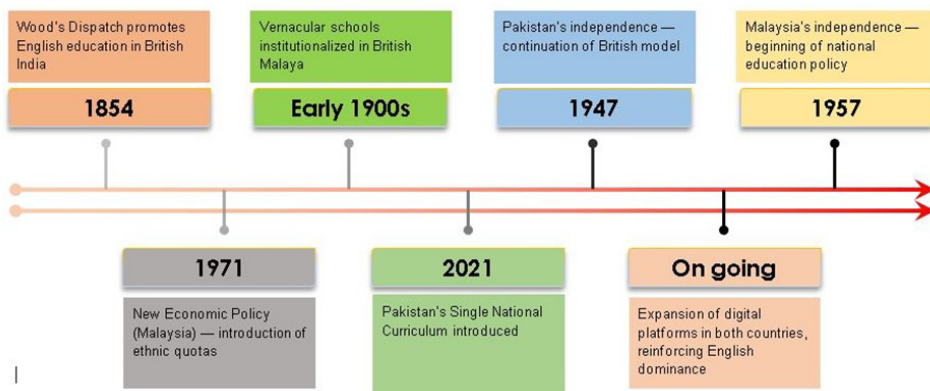 Wood's Dispatch promotes
English education in British
India
1854
Vernacular schools
institutionalized in British
Malaya
Early 1900s
Pakistan's independence —
continuation of British model
1947
Malaysia's independence —
beginning of national
education policy
1957
1971
New Economic Policy
(Malaysia) — introduction of
ethnic quotas
2021
Pakistan's Single National
Curriculum introduced
On going
Expansion of digital
platforms in both countries,
reinforcing English
dominance